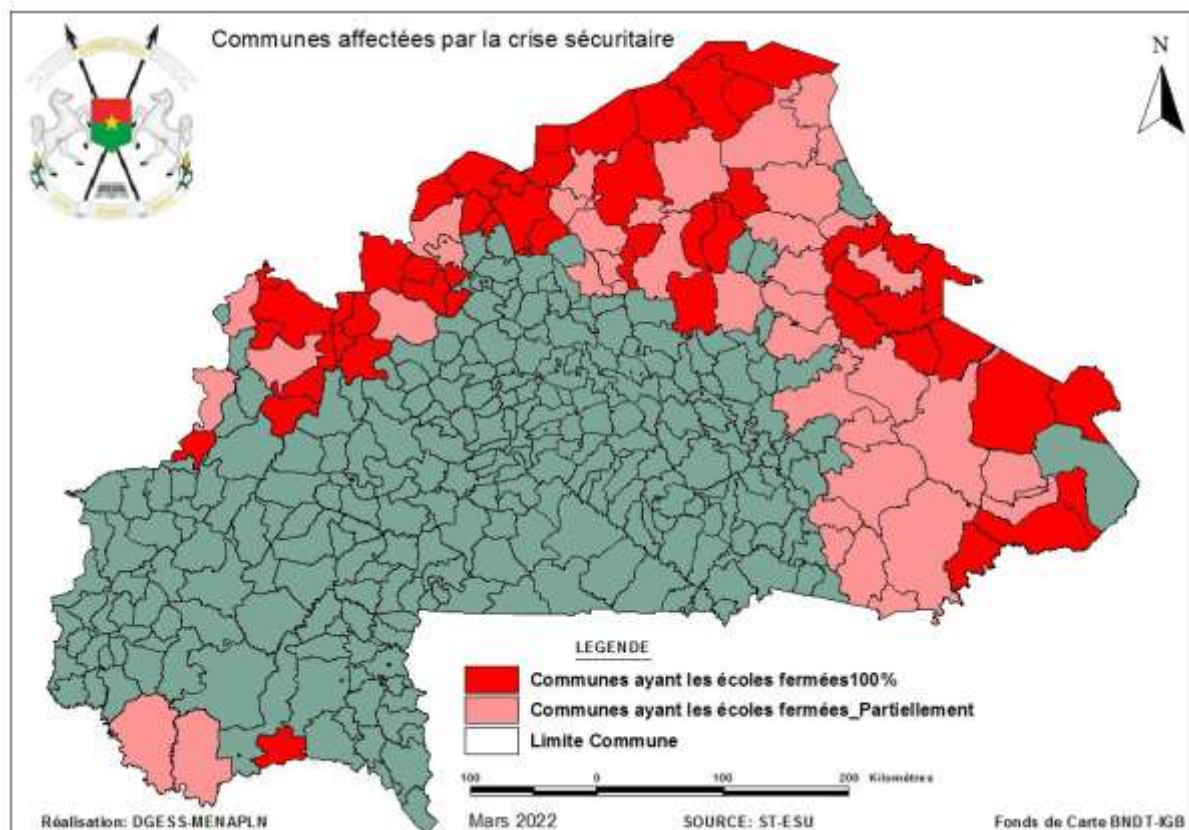 Communes affectées par la crise sécuritaire
N
LEGENDE
Communes ayant les écoles fermées100%
Communes ayant les écoles fermées_Partiellement
Limite Commune
100 0 100 200 Kilomètres
Réalisation: DGESS-MENAPLN
Mars 2022
SOURCE: ST-ESU
Fonds de Carte BNDT-IGB